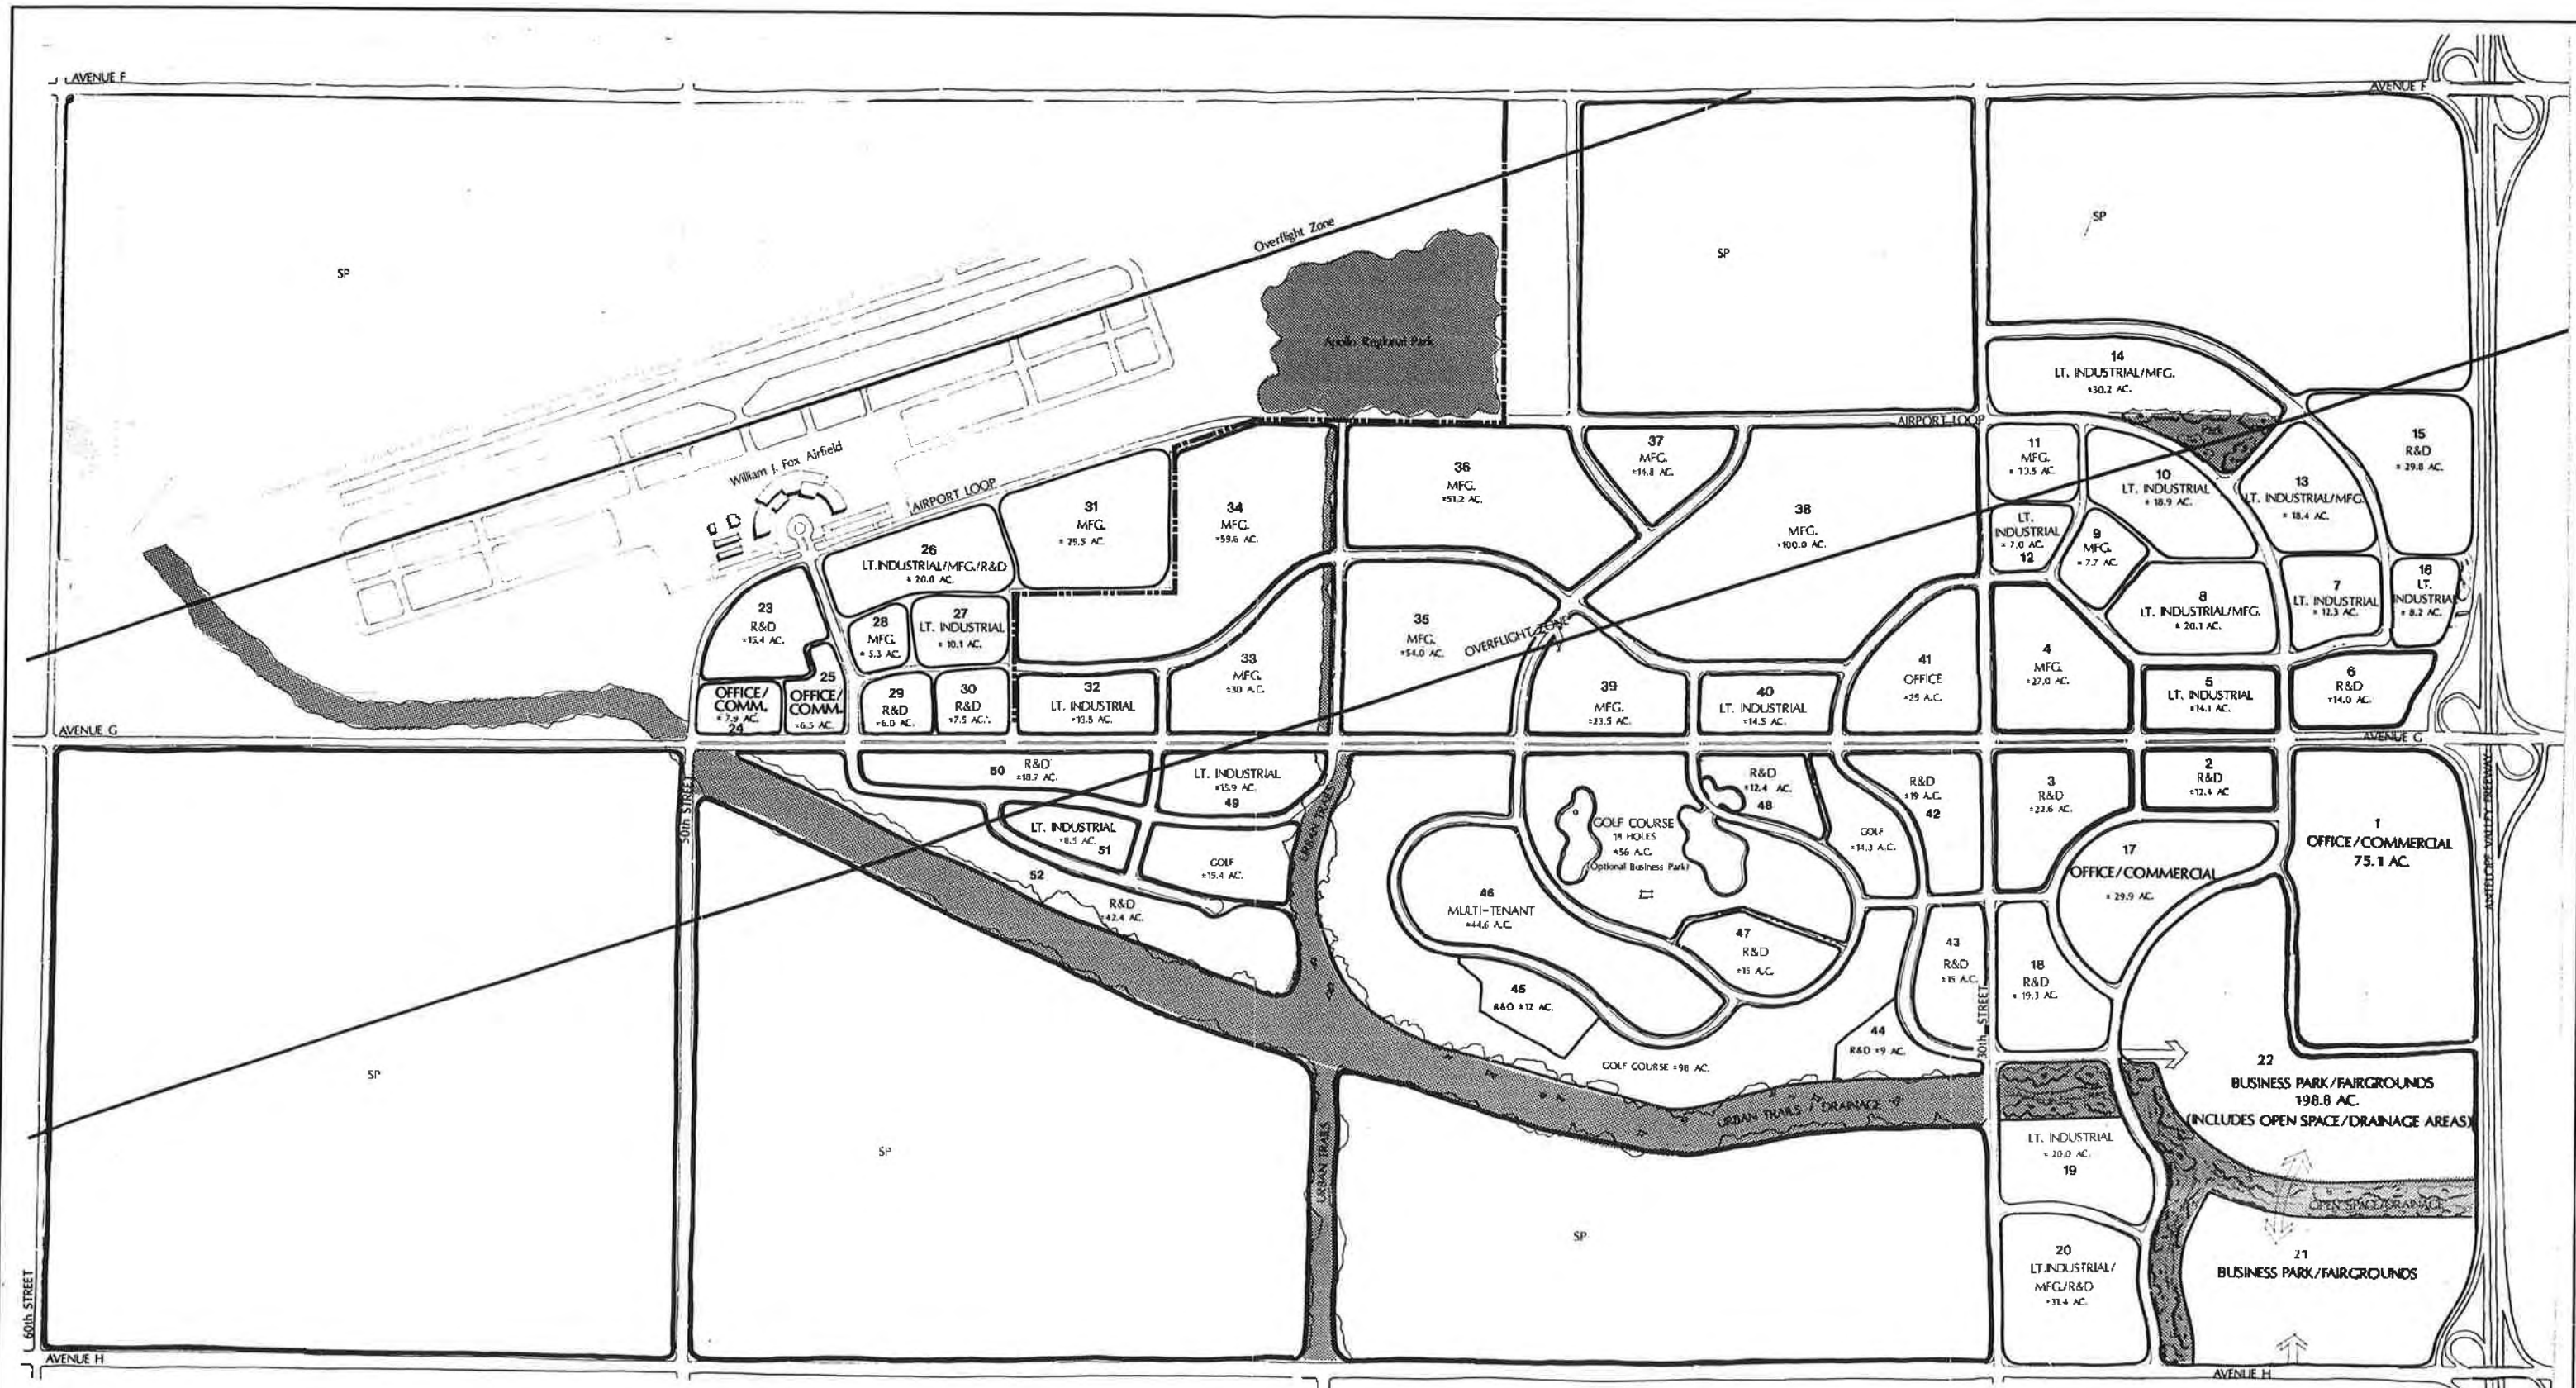 AVENUE F
AVENUE F
SP
Overflight Zone
Apollo Regional Park
SP
SP
14
LT. INDUSTRIAL/MFG.
±30.2 AC.
AIRPORT LOOP
Park
15
R&D
± 29.8 AC.
William J. Fox Airfield
AIRPORT LOOP
31
MFG.
± 29.5 AC.
34
MFG.
±59.6 AC.
36
MFG.
±51.2 AC.
37
MFG.
±14.8 AC.
38
MFG.
±100.0 AC.
11
MFG.
± 13.5 AC.
10
LT. INDUSTRIAL
± 18.9 AC.
13
LT. INDUSTRIAL/MFG.
± 18.4 AC.
LT.
INDUSTRIAL
± 7.0 AC.
12
9
MFG.
± 7.7 AC.
26
LT.INDUSTRIAL/MFG./R&D
± 20.0 AC.
23
R&D
±15.4 AC.
28
MFG.
± 5.3 AC.
27
LT. INDUSTRIAL
± 10.1 AC.
8
LT. INDUSTRIAL/MFG.
± 20.1 AC.
7
LT. INDUSTRIAL
± 12.3 AC.
16
LT.
INDUSTRIAL
± 8.2 AC.
35
MFG.
±54.0 AC.
OVERFLIGHT ZONE
33
MFG.
±30 A.C.
41
OFFICE
±25 A.C.
4
MFG.
±27.0 AC.
OFFICE/
COMM.
± 7.9 AC.
24
25
OFFICE/
COMM.
±6.5 AC.
29
R&D
±6.0 AC.
30
R&D
±7.5 AC.
32
LT. INDUSTRIAL
±13.5 AC.
39
MFG.
±23.5 AC.
40
LT. INDUSTRIAL
±14.5 AC.
5
LT. INDUSTRIAL
±14.1 AC.
6
R&D
±14.0 AC.
AVENUE G
AVENUE G
50
R&D
±18.7 AC.
LT. INDUSTRIAL
±15.9 AC.
49
R&D
±12.4 AC.
48
R&D
±19 A.C.
42
3
R&D
±22.6 AC.
2
R&D
±12.4 AC
1
OFFICE/COMMERCIAL
75.1 AC.
50th STREET
LT. INDUSTRIAL
±8.5 AC.
51
GOLF
±15.4 AC.
URBAN TRAILS
GOLF COURSE
18 HOLES
±56 A.C.
(Optional Business Park)
GOLF
±14.3 A.C.
17
OFFICE/COMMERCIAL
± 29.9 AC.
ANTELOPE VALLEY FREEWAY
52
R&D
±42.4 AC.
46
MULTI-TENANT
±44.6 A.C.
47
R&D
±15 A.C.
43
R&D
±15 A.C.
18
R&D
± 19.3 AC.
45
R&D ±12 AC.
44
R&D ±9 AC.
30th STREET
GOLF COURSE ±98 AC.
22
BUSINESS PARK/FAIRGROUNDS
198.8 AC.
(INCLUDES OPEN SPACE/DRAINAGE AREAS)
SP
SP
URBAN TRAILS / DRAINAGE
URBAN TRAILS
LT. INDUSTRIAL
± 20.0 AC.
19
OPEN SPACE/DRAINAGE
SP
20
LT.INDUSTRIAL/
MFG./R&D
±31.4 AC.
21
BUSINESS PARK/FAIRGROUNDS
60th STREET
AVENUE H
AVENUE H